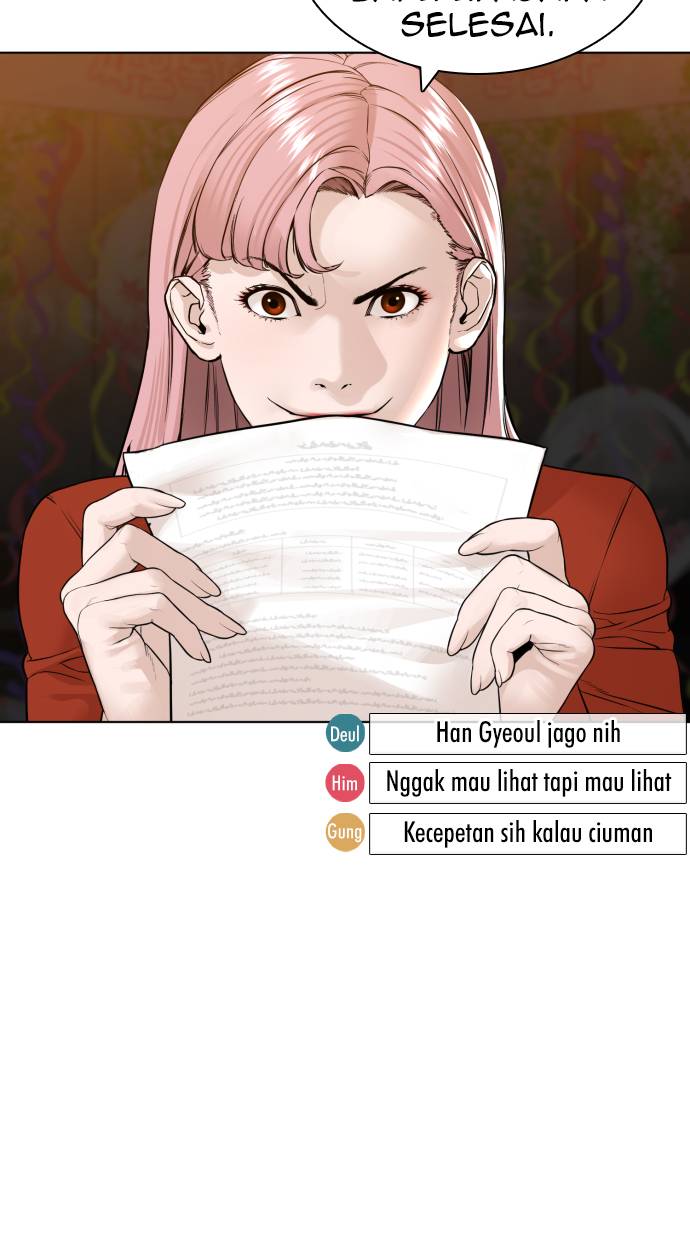 SELESAI.
Deul Han Gyeoul jago nih
Him Nggak mau lihat tapi mau lihat
Gung Kecepetan sih kalau ciuman